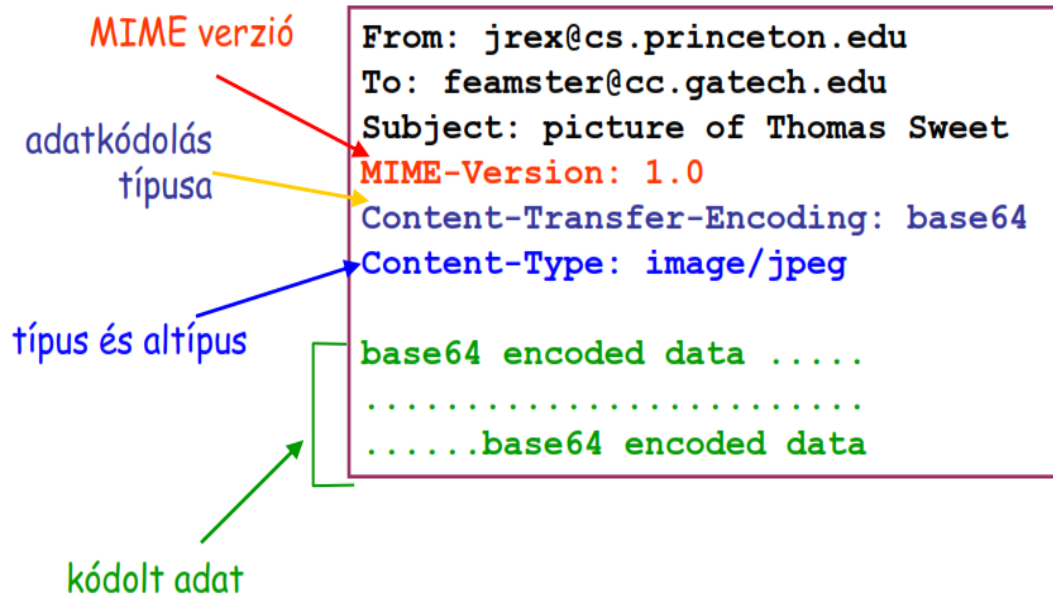 MIME verzió
adatkódolás
típusa
típus és altípus
kódolt adat
From: jrex@cs.princeton.edu
To: feamster@cc.gatech.edu
Subject: picture of Thomas Sweet
MIME-Version: 1.0
Content-Transfer-Encoding: base64
Content-Type: image/jpeg
base64 encoded data .....
..........................
......base64 encoded data